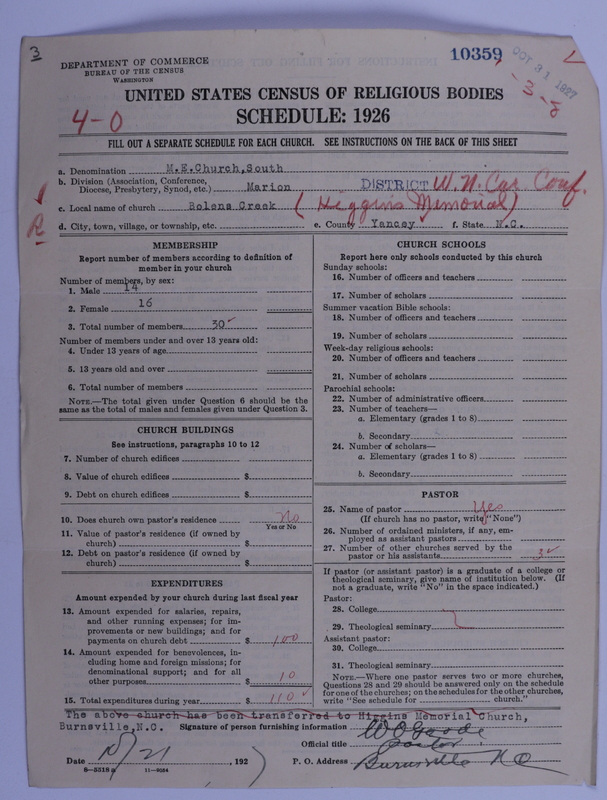 3
DEPARTMENT OF COMMERCE
BUREAU OF THE CENSUS
WASHINGTON
10359
OCT 31 1927
-3-8
UNITED STATES CENSUS OF RELIGIOUS BODIES
4-0
SCHEDULE: 1926
FILL OUT A SEPARATE SCHEDULE FOR EACH CHURCH. SEE INSTRUCTIONS ON THE BACK OF THIS SHEET
a. Denomination M.E.Church,South
b. Division (Association, Conference, Diocese, Presbytery, Synod, etc.) Marion DISTRICT W. N. Car Conf.
c. Local name of church Bolens Creek (Higgins Memorial)
R
d. City, town, village, or township, etc. e. County Yancey f. State N.C.
MEMBERSHIP
Report number of members according to definition of
member in your church
Number of members, by sex:
1. Male 14
2. Female 16
3. Total number of members 30
Number of members under and over 13 years old:
4. Under 13 years of age
5. 13 years old and over
6. Total number of members
NOTE.—The total given under Question 6 should be the
same as the total of males and females given under Question 3.
CHURCH BUILDINGS
See instructions, paragraphs 10 to 12
7. Number of church edifices
8. Value of church edifices $
9. Debt on church edifices $
10. Does church own pastor's residence No
Yes or No
11. Value of pastor's residence (if owned by
church) $
12. Debt on pastor's residence (if owned by
church) $
EXPENDITURES
Amount expended by your church during last fiscal year
13. Amount expended for salaries, repairs,
and other running expenses; for im-
provements or new buildings; and for
payments on church debt $ 100
14. Amount expended for benevolences, in-
cluding home and foreign missions; for
denominational support; and for all
other purposes $ 10
15. Total expenditures during year $ 110
CHURCH SCHOOLS
Report here only schools conducted by this church
Sunday schools:
16. Number of officers and teachers
17. Number of scholars
Summer vacation Bible schools:
18. Number of officers and teachers
19. Number of scholars
Week-day religious schools:
20. Number of officers and teachers
21. Number of scholars
Parochial schools:
22. Number of administrative officers
23. Number of teachers—
a. Elementary (grades 1 to 8)
b. Secondary
24. Number of scholars—
a. Elementary (grades 1 to 8)
b. Secondary
PASTOR
25. Name of pastor Yes
(If church has no pastor, write "None")
26. Number of ordained ministers, if any, em-
ployed as assistant pastors
27. Number of other churches served by the
pastor or his assistants 3
If pastor (or assistant pastor) is a graduate of a college or
theological seminary, give name of institution below. (If
not a graduate, write "No" in the space indicated.)
Pastor:
28. College
29. Theological seminary
Assistant pastor:
30. College
31. Theological seminary
NOTE.—Where one pastor serves two or more churches,
Questions 28 and 29 should be answered only on the schedule
for one of the churches; on the schedules for the other churches,
write "See schedule for church."
The above church has been transferred to Higgins Memorial Church,
Burnsville,N.C. Signature of person furnishing information W O Goode
Official title Pastor
Date 10/21, 1927 P. O. Address Burnsville NC
8—5318a 11—9034